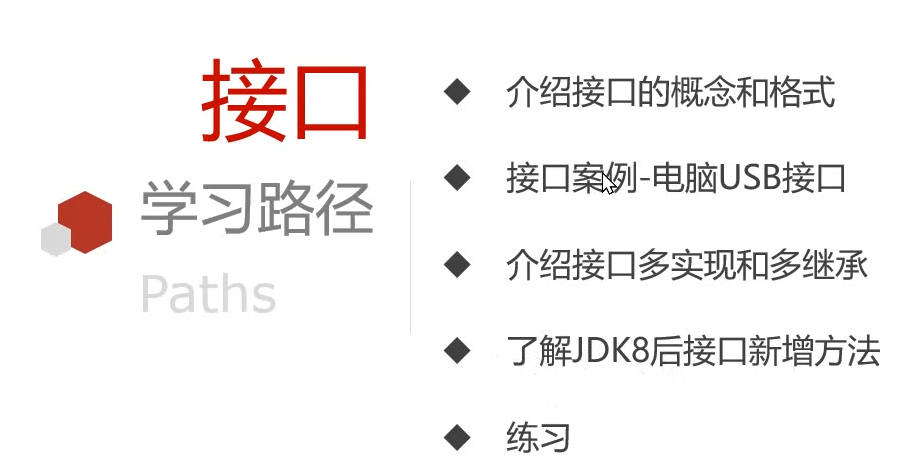 接口
学习路径
Paths
介绍接口的概念和格式
接口案例-电脑USB接口
介绍接口多实现和多继承
了解JDK8后接口新增方法
练习